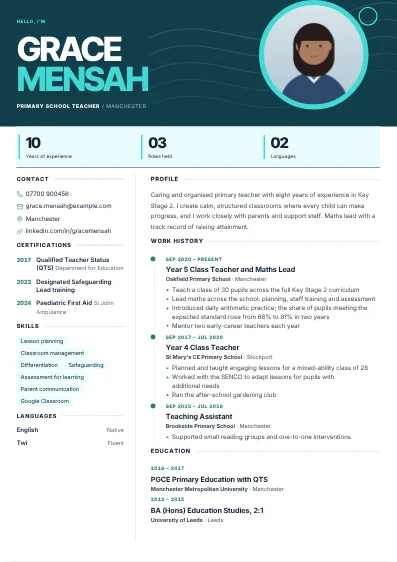 HELLO, I'M
GRACE
MENSAH
PRIMARY SCHOOL TEACHER / MANCHESTER
10
Years of experience
03
Roles held
02
Languages
CONTACT
07700 900456
grace.mensah@example.com
Manchester
linkedin.com/in/gracemensah
CERTIFICATIONS
2017 Qualified Teacher Status
(QTS) Department for Education
2023 Designated Safeguarding
Lead training
2024 Paediatric First Aid St John
Ambulance
SKILLS
Lesson planning
Classroom management
Differentiation Safeguarding
Assessment for learning
Parent communication
Google Classroom
LANGUAGES
English Native
Twi Fluent
PROFILE
Caring and organised primary teacher with eight years of experience in Key
Stage 2. I create calm, structured classrooms where every child can make
progress, and I work closely with parents and support staff. Maths lead with a
track record of raising attainment.
WORK HISTORY
SEP 2020 – PRESENT
Year 5 Class Teacher and Maths Lead
Oakfield Primary School · Manchester
• Teach a class of 30 pupils across the full Key Stage 2 curriculum
• Lead maths across the school: planning, staff training and assessment
• Introduced daily arithmetic practice; the share of pupils meeting the
expected standard rose from 68% to 81% in two years
• Mentor two early-career teachers each year
SEP 2017 – JUL 2020
Year 4 Class Teacher
St Mary's CE Primary School · Stockport
• Planned and taught engaging lessons for a mixed-ability class of 28
• Worked with the SENCO to adapt lessons for pupils with
additional needs
• Ran the after-school gardening club
SEP 2015 – JUL 2016
Teaching Assistant
Brookside Primary School · Manchester
• Supported small reading groups and one-to-one interventions
EDUCATION
2016 – 2017
PGCE Primary Education with QTS
Manchester Metropolitan University · Manchester
2012 – 2015
BA (Hons) Education Studies, 2:1
University of Leeds · Leeds